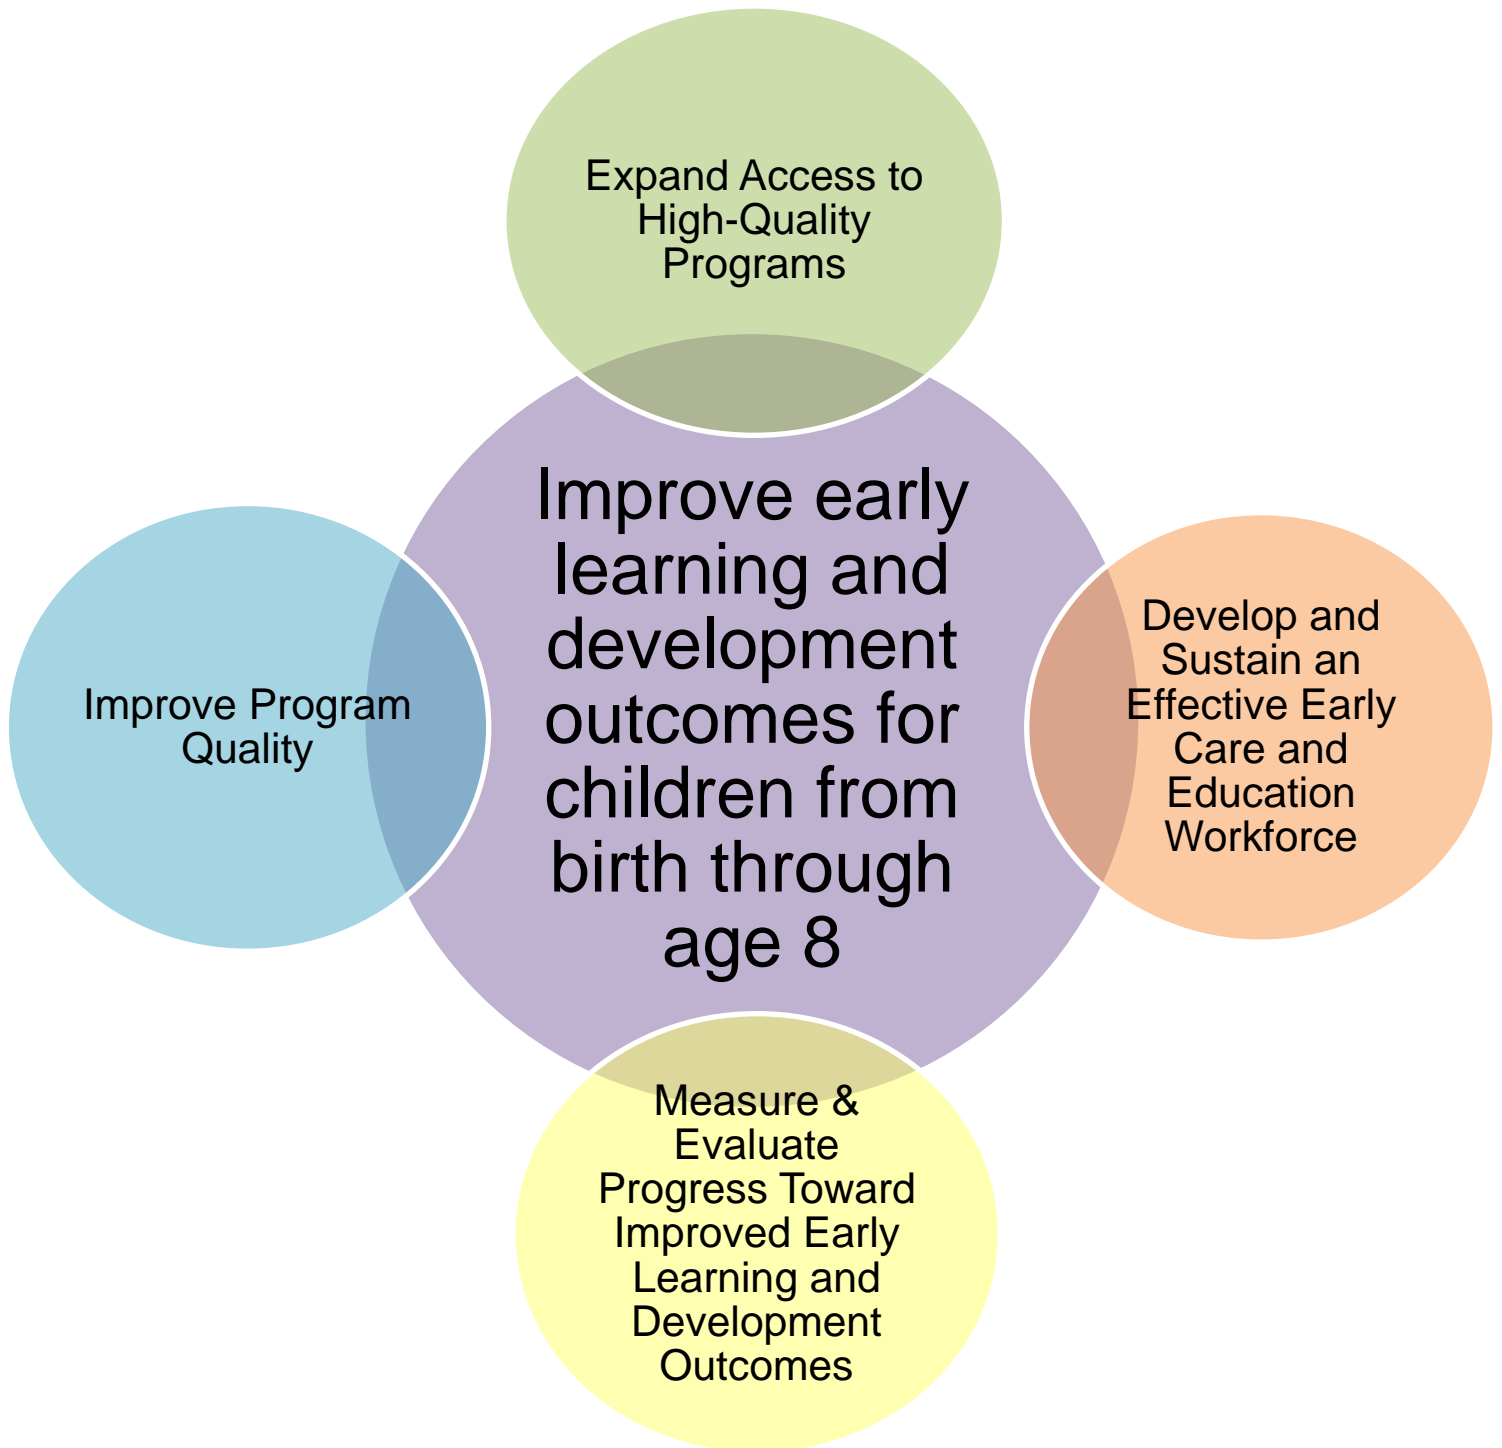 Expand Access to
High-Quality
Programs
Improve early
learning and
development
outcomes for
children from
birth through
age 8
Improve Program
Quality
Develop and
Sustain an
Effective Early
Care and
Education
Workforce
Measure &
Evaluate
Progress Toward
Improved Early
Learning and
Development
Outcomes